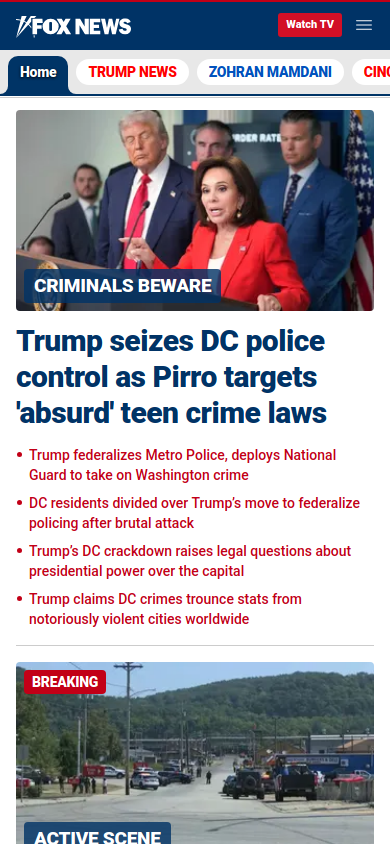 FOX NEWS
Watch TV
Home
TRUMP NEWS
ZOHRAN MAMDANI
RDER RATE
CRIMINALS BEWARE
Trump seizes DC police
control as Pirro targets
'absurd' teen crime laws
• Trump federalizes Metro Police, deploys National
Guard to take on Washington crime
• DC residents divided over Trump’s move to federalize
policing after brutal attack
• Trump’s DC crackdown raises legal questions about
presidential power over the capital
• Trump claims DC crimes trounce stats from
notoriously violent cities worldwide
BREAKING
ACTIVE SCENE